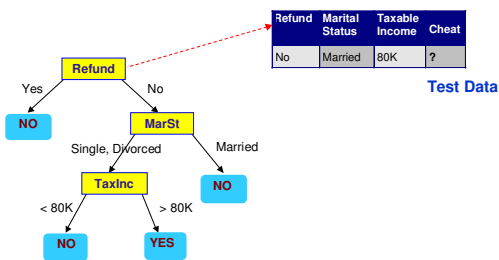 Refund Marital Status Taxable Income Cheat
No Married 80K ?
Test Data
Refund
Yes No
NO MarSt
Single, Divorced Married
TaxInc NO
< 80K > 80K
NO YES